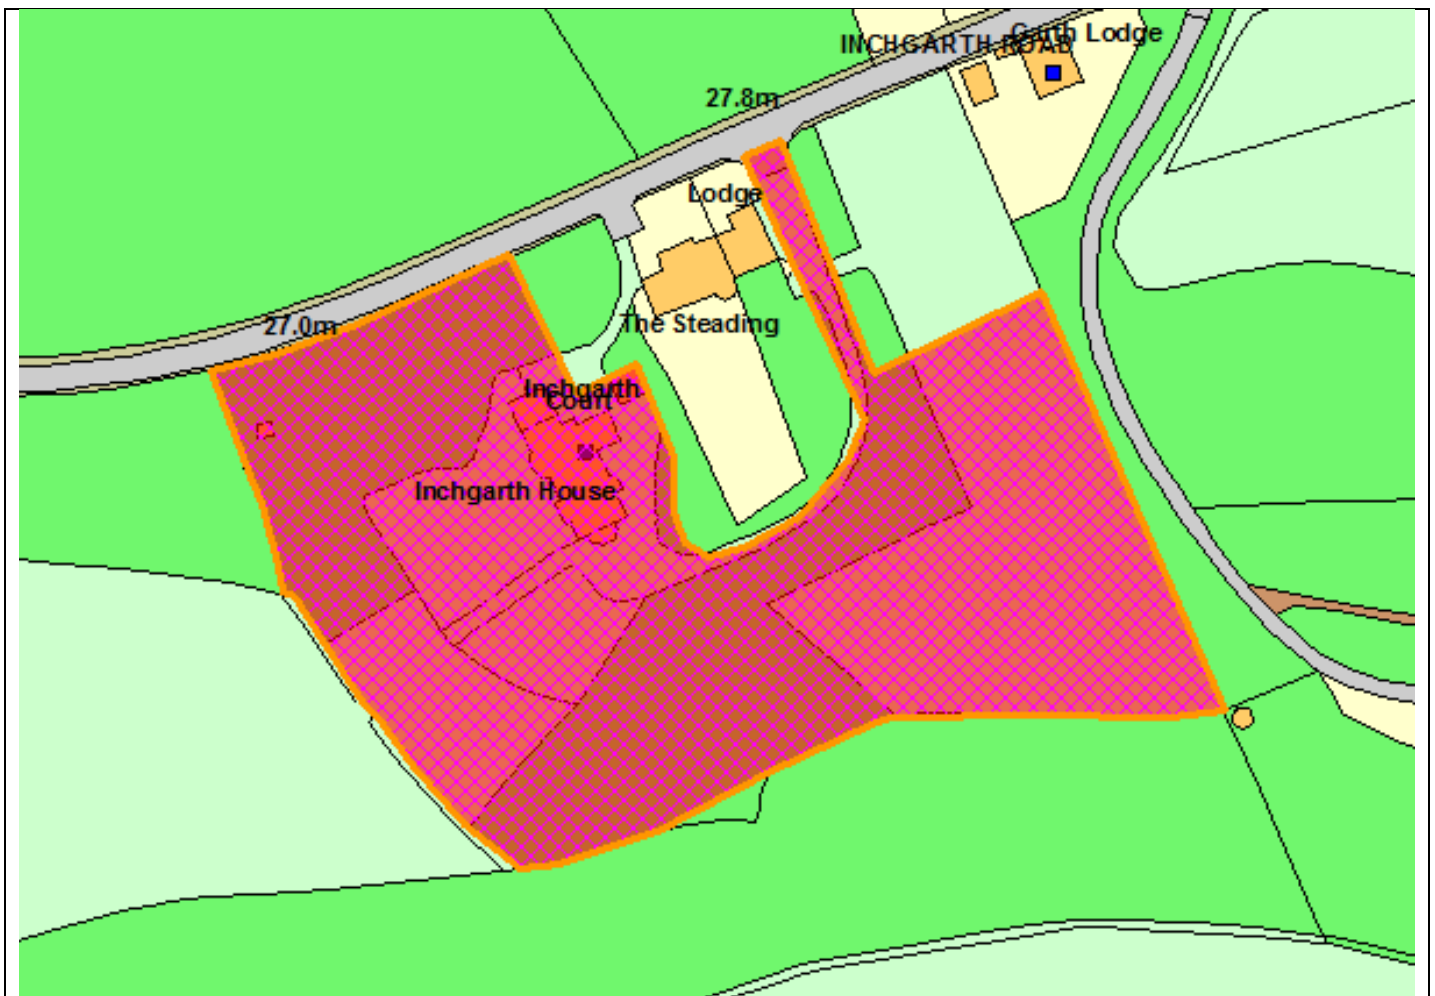 Garth Lodge
INCHGARTH ROAD
27.8m
Lodge
The Steading
27.0m
Inchgarth
Court
Inchgarth House